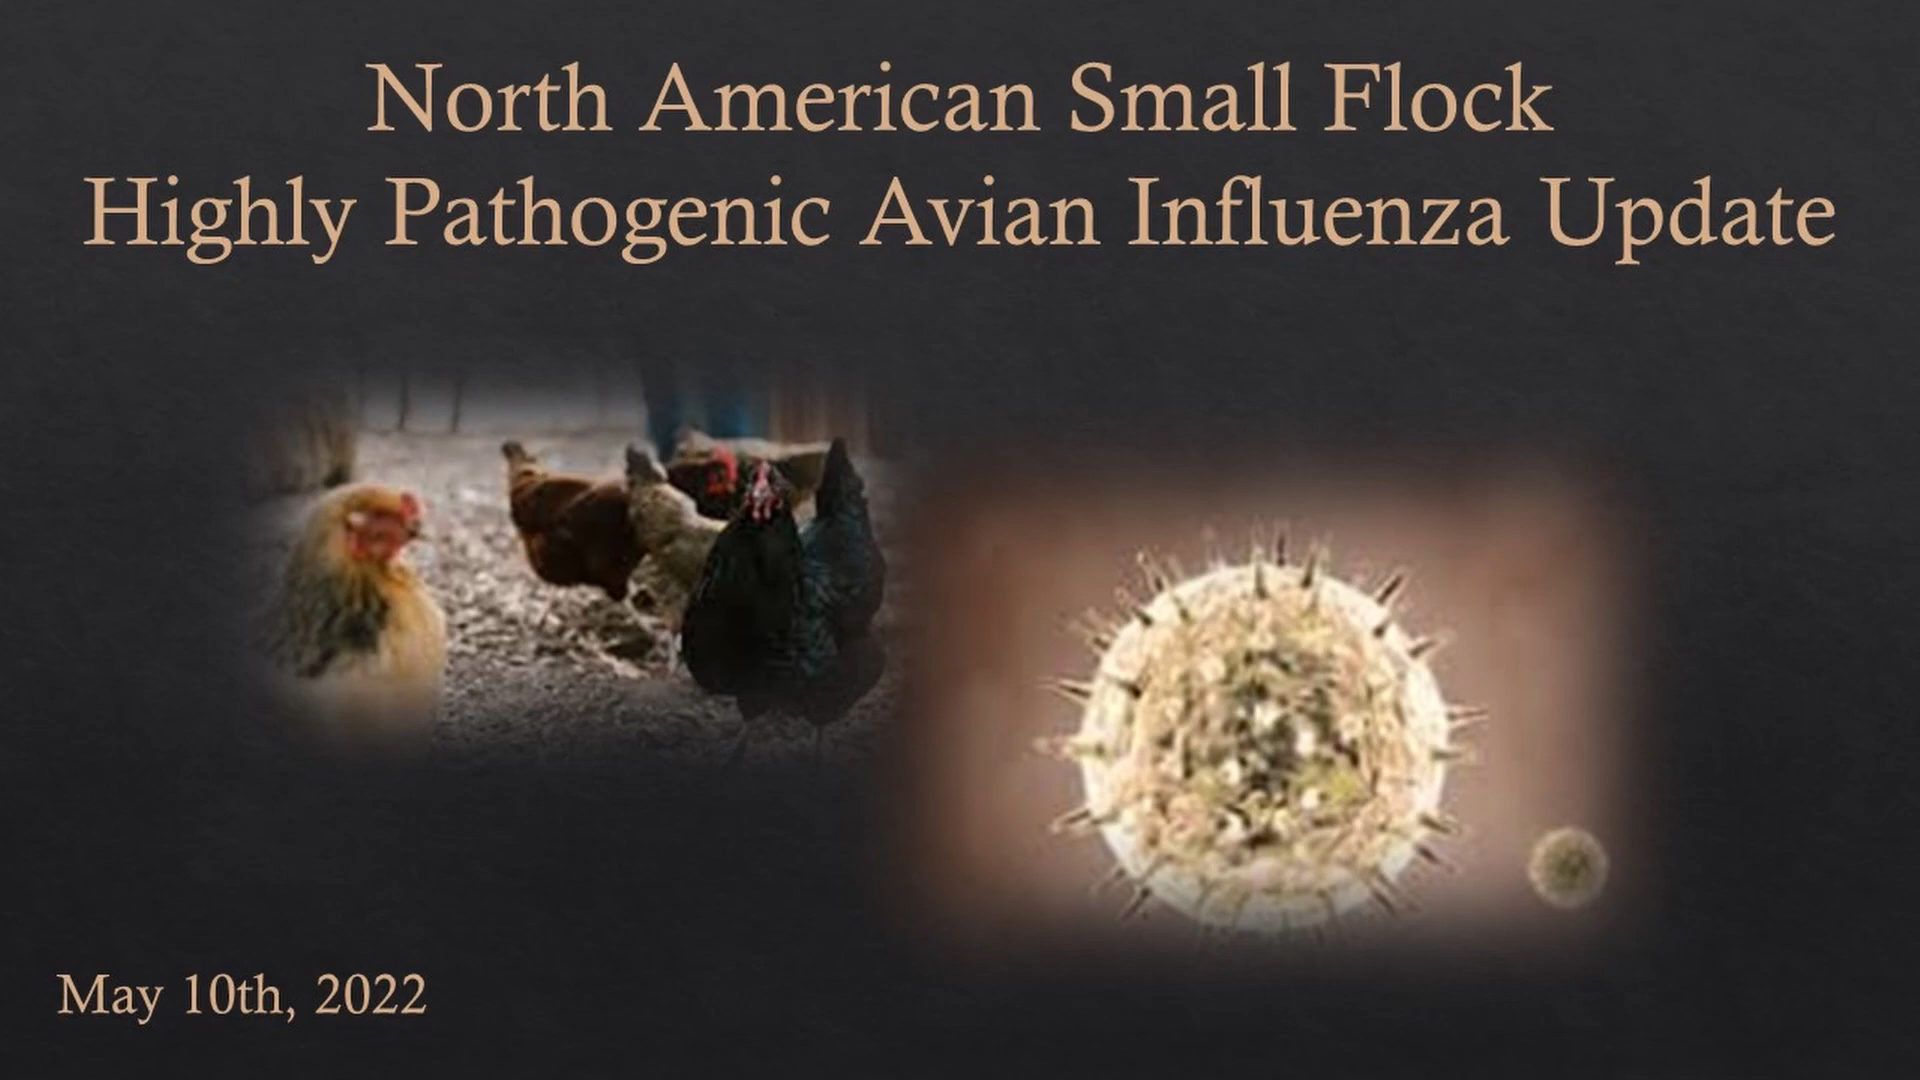 North American Small Flock
Highly Pathogenic Avian Influenza Update
May 10th, 2022